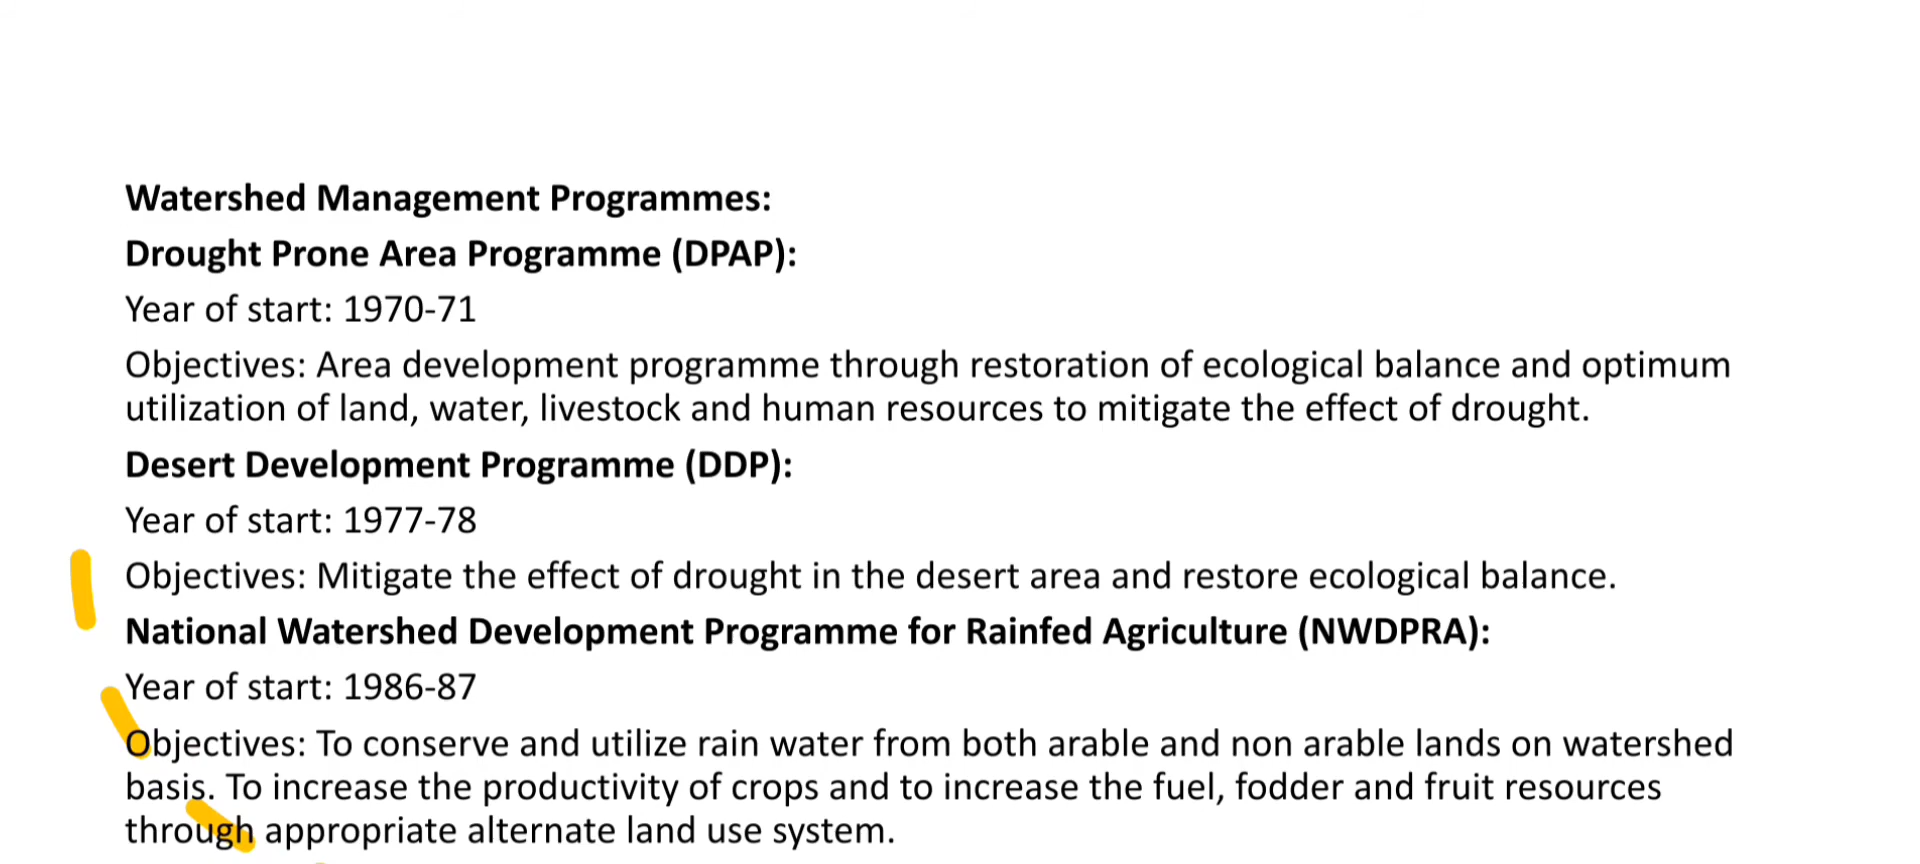 Watershed Management Programmes:
Drought Prone Area Programme (DPAP):
Year of start: 1970-71
Objectives: Area development programme through restoration of ecological balance and optimum
utilization of land, water, livestock and human resources to mitigate the effect of drought.
Desert Development Programme (DDP):
Year of start: 1977-78
Objectives: Mitigate the effect of drought in the desert area and restore ecological balance.
National Watershed Development Programme for Rainfed Agriculture (NWDPRA):
Year of start: 1986-87
Objectives: To conserve and utilize rain water from both arable and non arable lands on watershed
basis. To increase the productivity of crops and to increase the fuel, fodder and fruit resources
through appropriate alternate land use system.